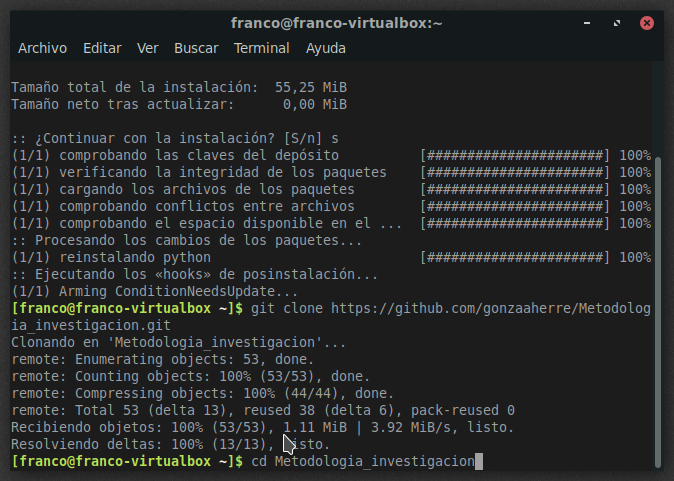 franco@franco-virtualbox:~
Archivo Editar Ver Buscar Terminal Ayuda
Tamaño total de la instalación: 55,25 MiB
Tamaño neto tras actualizar: 0,00 MiB
:: ¿Continuar con la instalación? [S/n] s
(1/1) comprobando las claves del depósito [######################] 100%
(1/1) verificando la integridad de los paquetes [######################] 100%
(1/1) cargando los archivos de los paquetes [######################] 100%
(1/1) comprobando conflictos entre archivos [######################] 100%
(1/1) comprobando el espacio disponible en el ... [######################] 100%
:: Procesando los cambios de los paquetes...
(1/1) reinstalando python [######################] 100%
:: Ejecutando los «hooks» de posinstalación...
(1/1) Arming ConditionNeedsUpdate...
[franco@franco-virtualbox ~]$ git clone https://github.com/gonzaaherre/Metodolog
ia_investigacion.git
Clonando en 'Metodologia_investigacion'...
remote: Enumerating objects: 53, done.
remote: Counting objects: 100% (53/53), done.
remote: Compressing objects: 100% (44/44), done.
remote: Total 53 (delta 13), reused 38 (delta 6), pack-reused 0
Recibiendo objetos: 100% (53/53), 1.11 MiB | 3.92 MiB/s, listo.
Resolviendo deltas: 100% (13/13), listo.
[franco@franco-virtualbox ~]$ cd Metodologia_investigacion